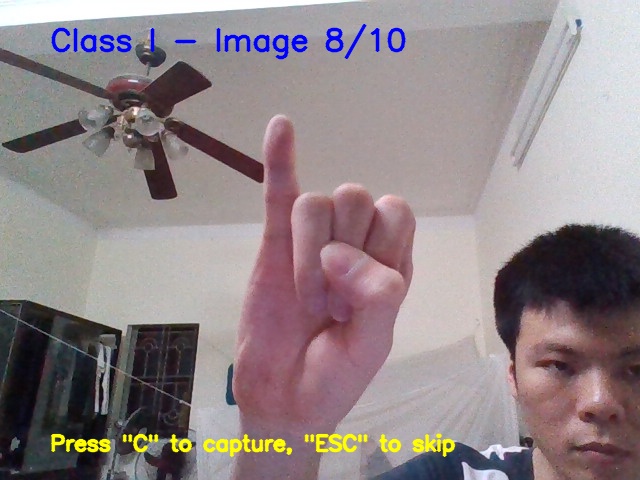 Class I - Image 8/10
Press "C" to capture, "ESC" to skip